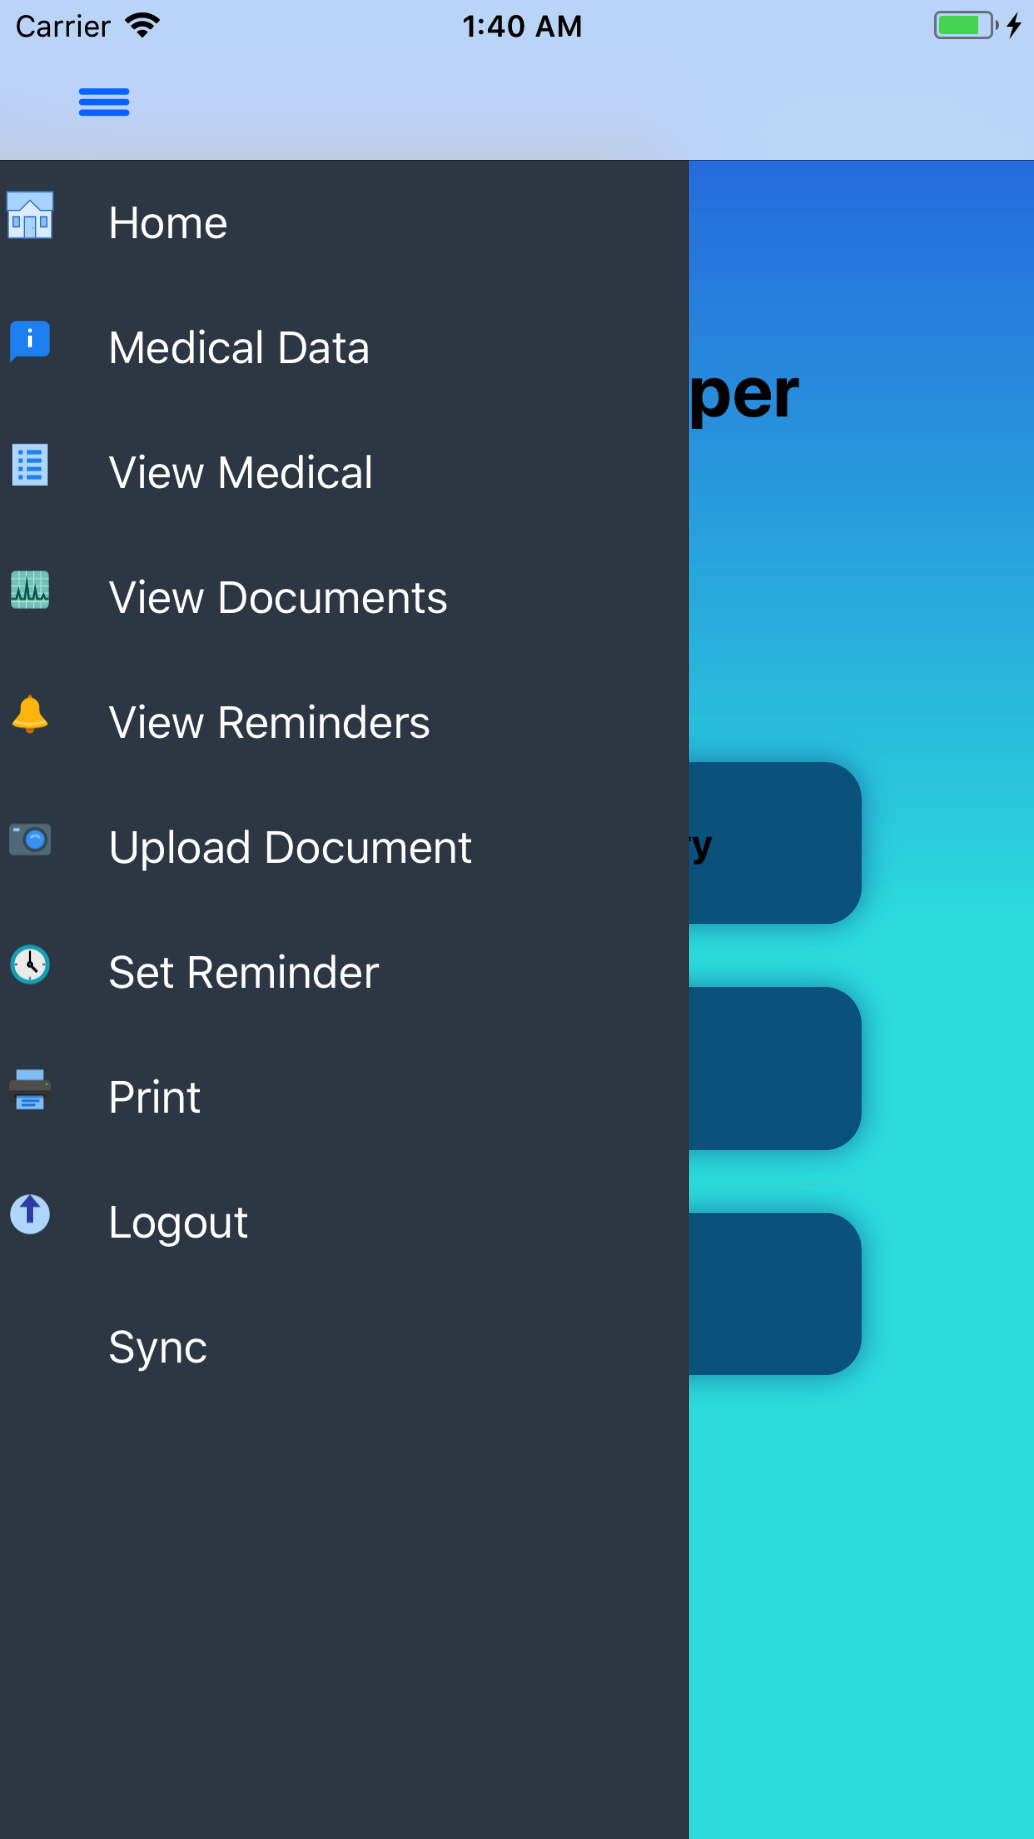 Carrier 1:40 AM
Home
Medical Data
per
View Medical
View Documents
View Reminders
Upload Document
ry
Set Reminder
Print
Logout
Sync